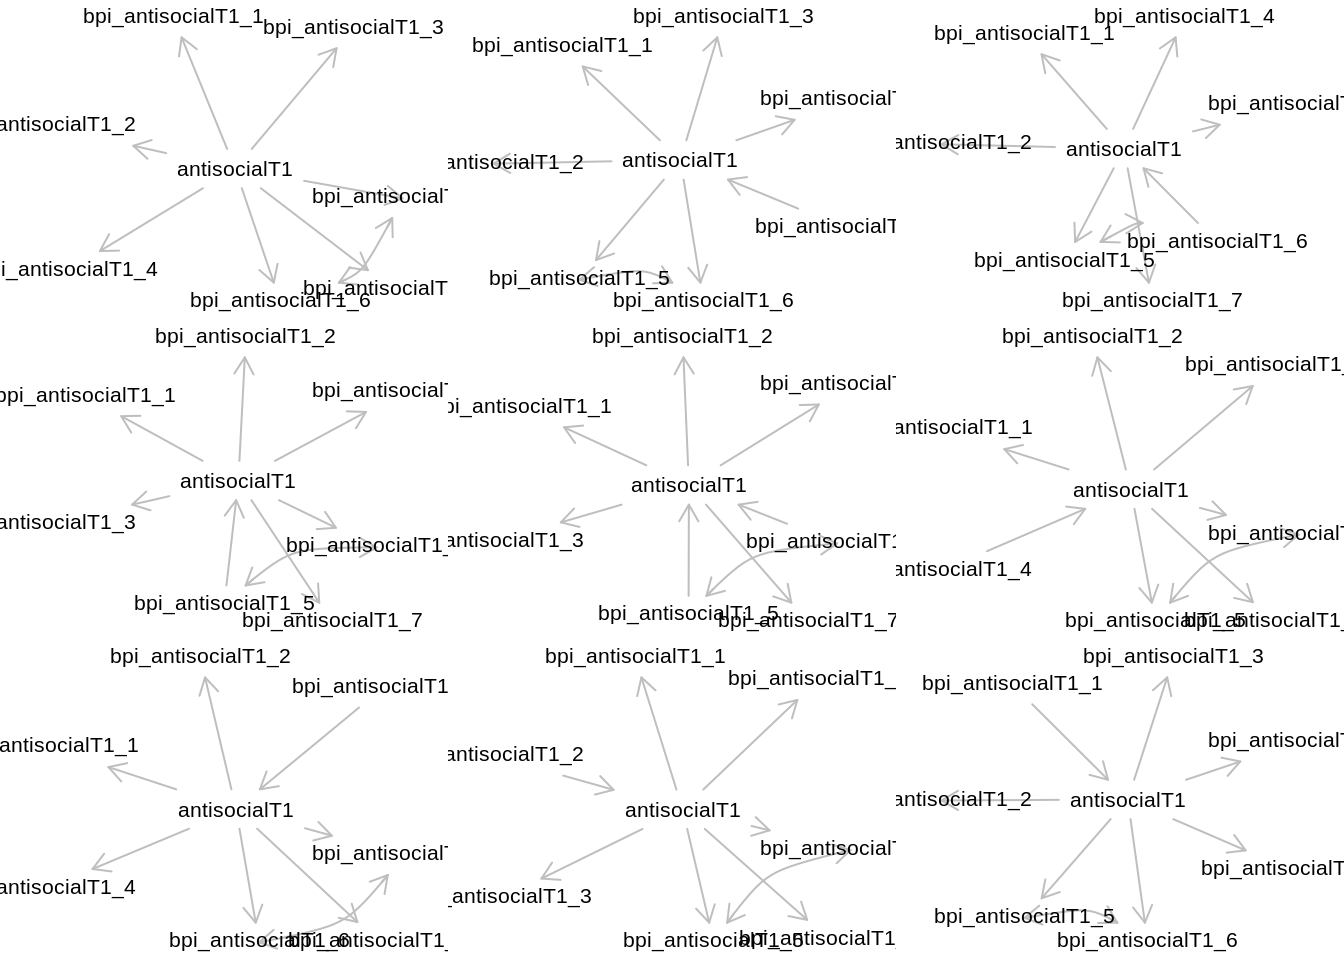 bpi_antisocialT1_1
bpi_antisocialT1_3
antisocialT1_2
antisocialT1
bpi_antisocialT
i_antisocialT1_4
bpi_antisocialT
bpi_antisocialT1_6
bpi_antisocialT1_3
bpi_antisocialT1_1
bpi_antisocialT
antisocialT1_2
antisocialT1
bpi_antisocialT
bpi_antisocialT1_5
bpi_antisocialT1_6
bpi_antisocialT1_4
bpi_antisocialT1_1
bpi_antisocialT
antisocialT1_2
antisocialT1
bpi_antisocialT1_6
bpi_antisocialT1_5
bpi_antisocialT1_7
bpi_antisocialT1_2
bpi_antisocialT1_1
bpi_antisocialT
antisocialT1
antisocialT1_3
bpi_antisocialT1_
bpi_antisocialT1_5
bpi_antisocialT1_7
bpi_antisocialT1_2
bpi_antisocialT
pi_antisocialT1_1
antisocialT1
antisocialT1_3
bpi_antisocialT1
bpi_antisocialT1_5
bpi_antisocialT1_7
bpi_antisocialT1_2
bpi_antisocialT1_
antisocialT1_1
antisocialT1
bpi_antisocialT
antisocialT1_4
bpi_antisocialT1_5
bpi_antisocialT1_
bpi_antisocialT1_2
bpi_antisocialT1
antisocialT1_1
antisocialT1
bpi_antisocialT
antisocialT1_4
bpi_antisocialT1_6
bpi_antisocialT1_
bpi_antisocialT1_1
bpi_antisocialT1_
antisocialT1_2
antisocialT1
bpi_antisocialT
_antisocialT1_3
bpi_antisocialT1_5
bpi_antisocialT1
bpi_antisocialT1_3
bpi_antisocialT1_1
bpi_antisocialT
antisocialT1_2
antisocialT1
bpi_antisocialT
bpi_antisocialT1_5
bpi_antisocialT1_6